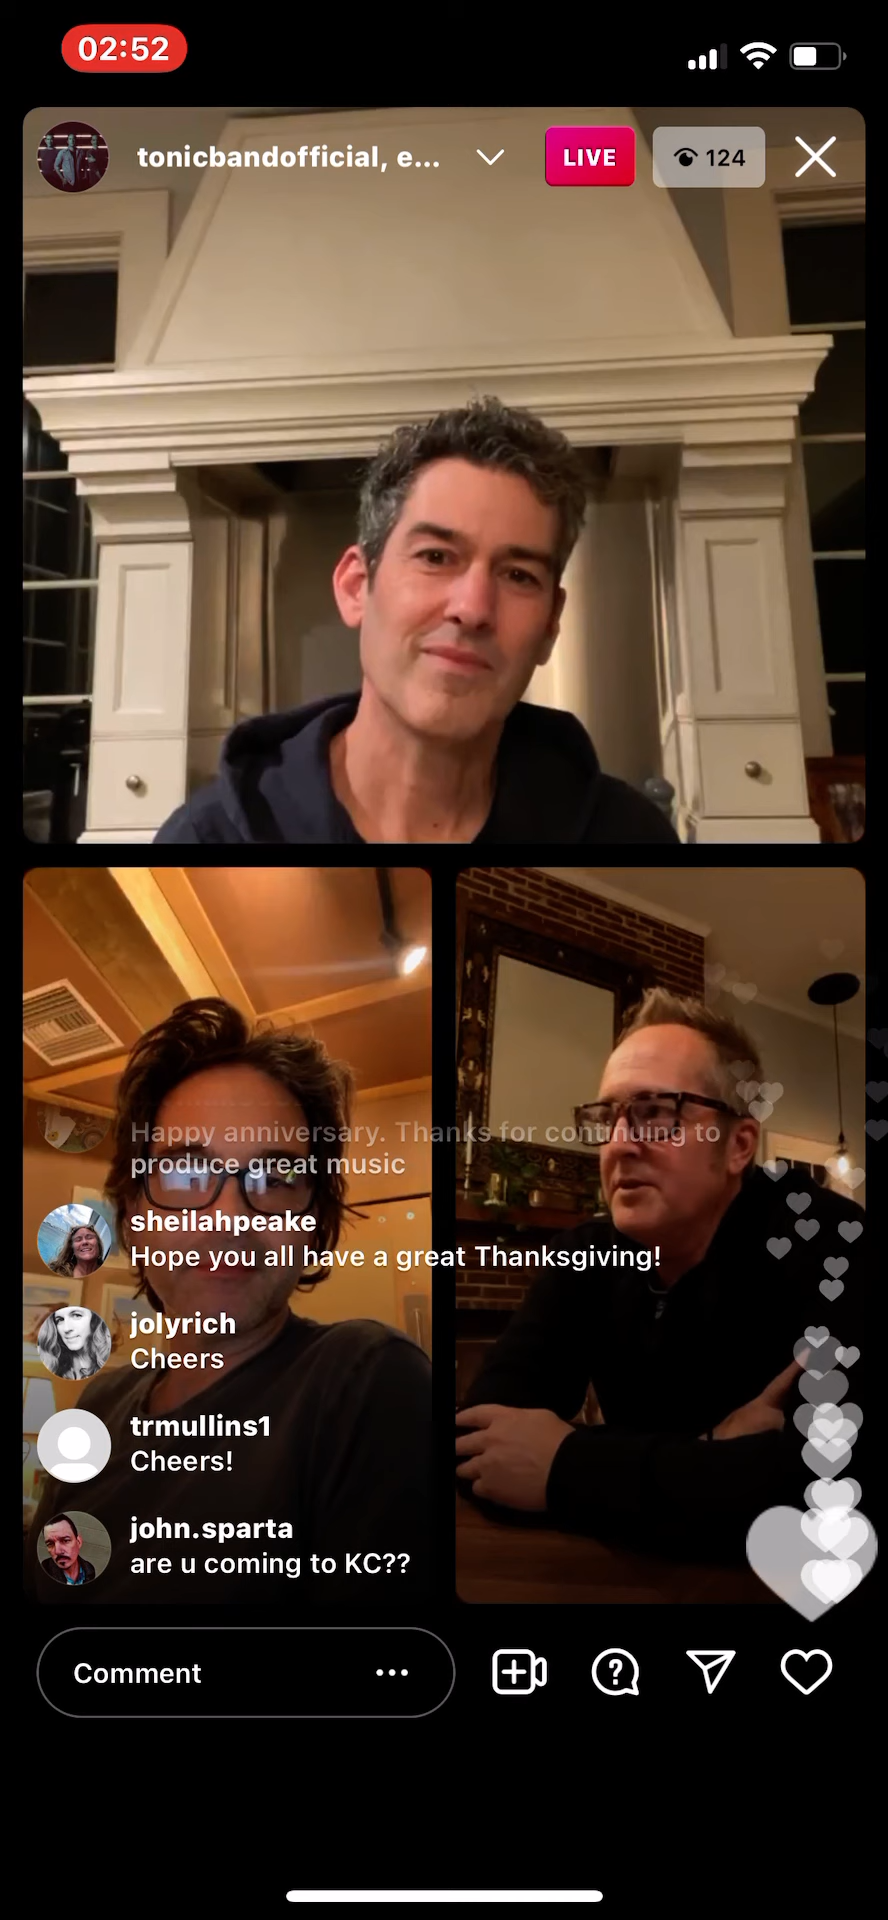 02:52
tonicbandofficial, e...
LIVE
124
Happy anniversary. Thanks for continuing to
produce great music
sheilahpeake
Hope you all have a great Thanksgiving!
jolyrich
Cheers
trmullins1
Cheers!
john.sparta
are u coming to KC??
Comment